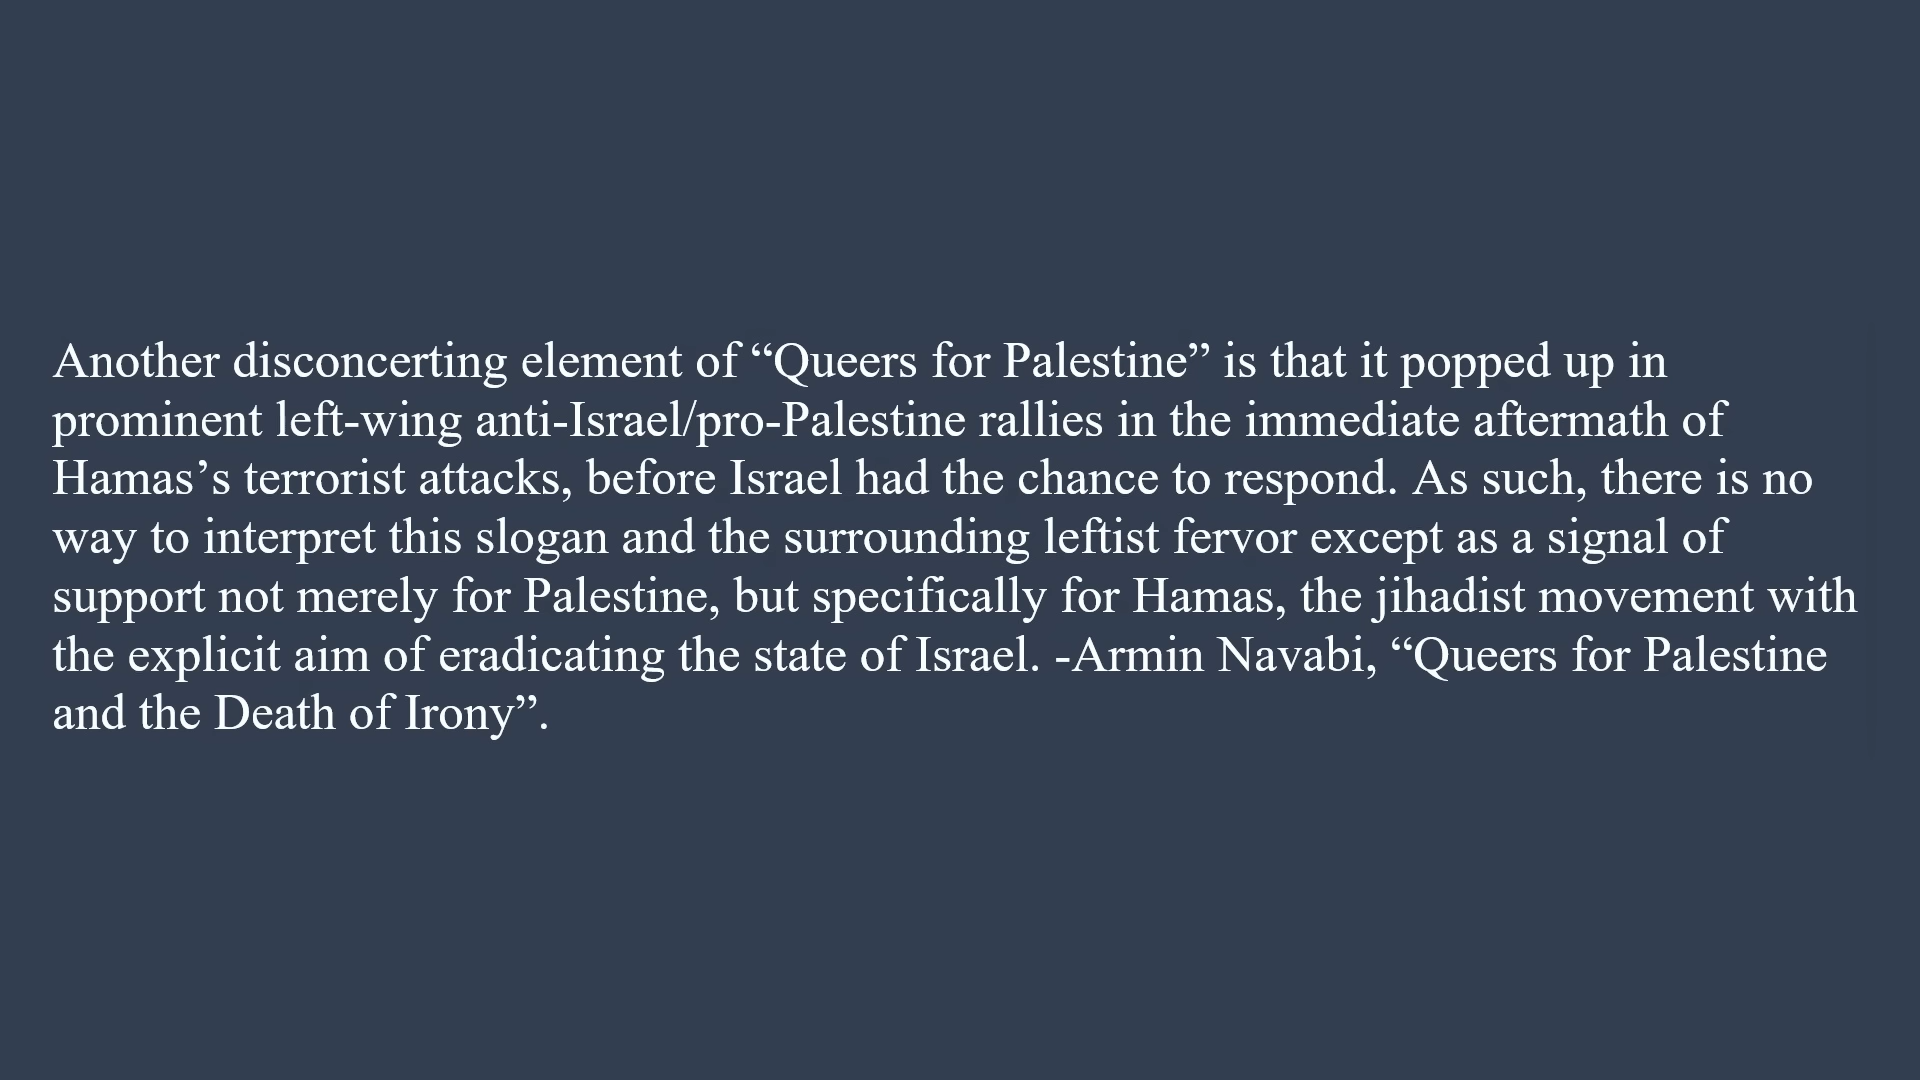 Another disconcerting element of “Queers for Palestine” is that it popped up in
prominent left-wing anti-Israel/pro-Palestine rallies in the immediate aftermath of
Hamas’s terrorist attacks, before Israel had the chance to respond. As such, there is no
way to interpret this slogan and the surrounding leftist fervor except as a signal of
support not merely for Palestine, but specifically for Hamas, the jihadist movement with
the explicit aim of eradicating the state of Israel. -Armin Navabi, “Queers for Palestine
and the Death of Irony”.